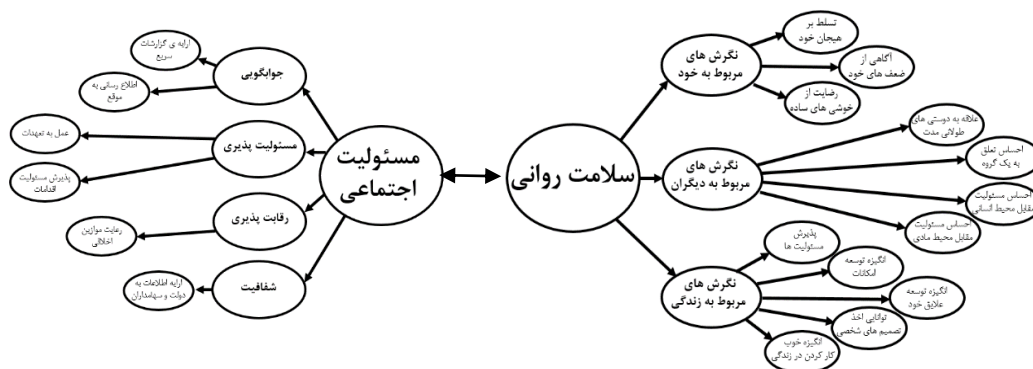 سلامت روانی
نگرش های
مربوط به خود
تسلط بر
هیجان خود
آگاهی از
ضعف های خود
رضایت از
خوشی های ساده
نگرش های
مربوط به دیگران
علاقه به دوستی های
طولانی مدت
احساس تعلق
به یک گروه
احساس مسئولیت
مقابل محیط انسانی
احساس مسئولیت
مقابل محیط مادی
نگرش های
مربوط به زندگی
پذیرش
مسئولیت ها
انگیزه توسعه
امکانات
انگیزه توسعه
علایق خود
توانایی اخذ
تصمیم های شخصی
انگیزه خوب
کار کردن در زندگی
مسئولیت
اجتماعی
جوابگویی
ارایه ی گزارشات
سریع
اطلاع رسانی به
موقع
مسئولیت پذیری
عمل به تعهدات
پذیرش مسئولیت
اقدامات
رقابت پذیری
رعایت موازین
اخلاقی
شفافیت
ارایه اطلاعات به
دولت و سهامداران